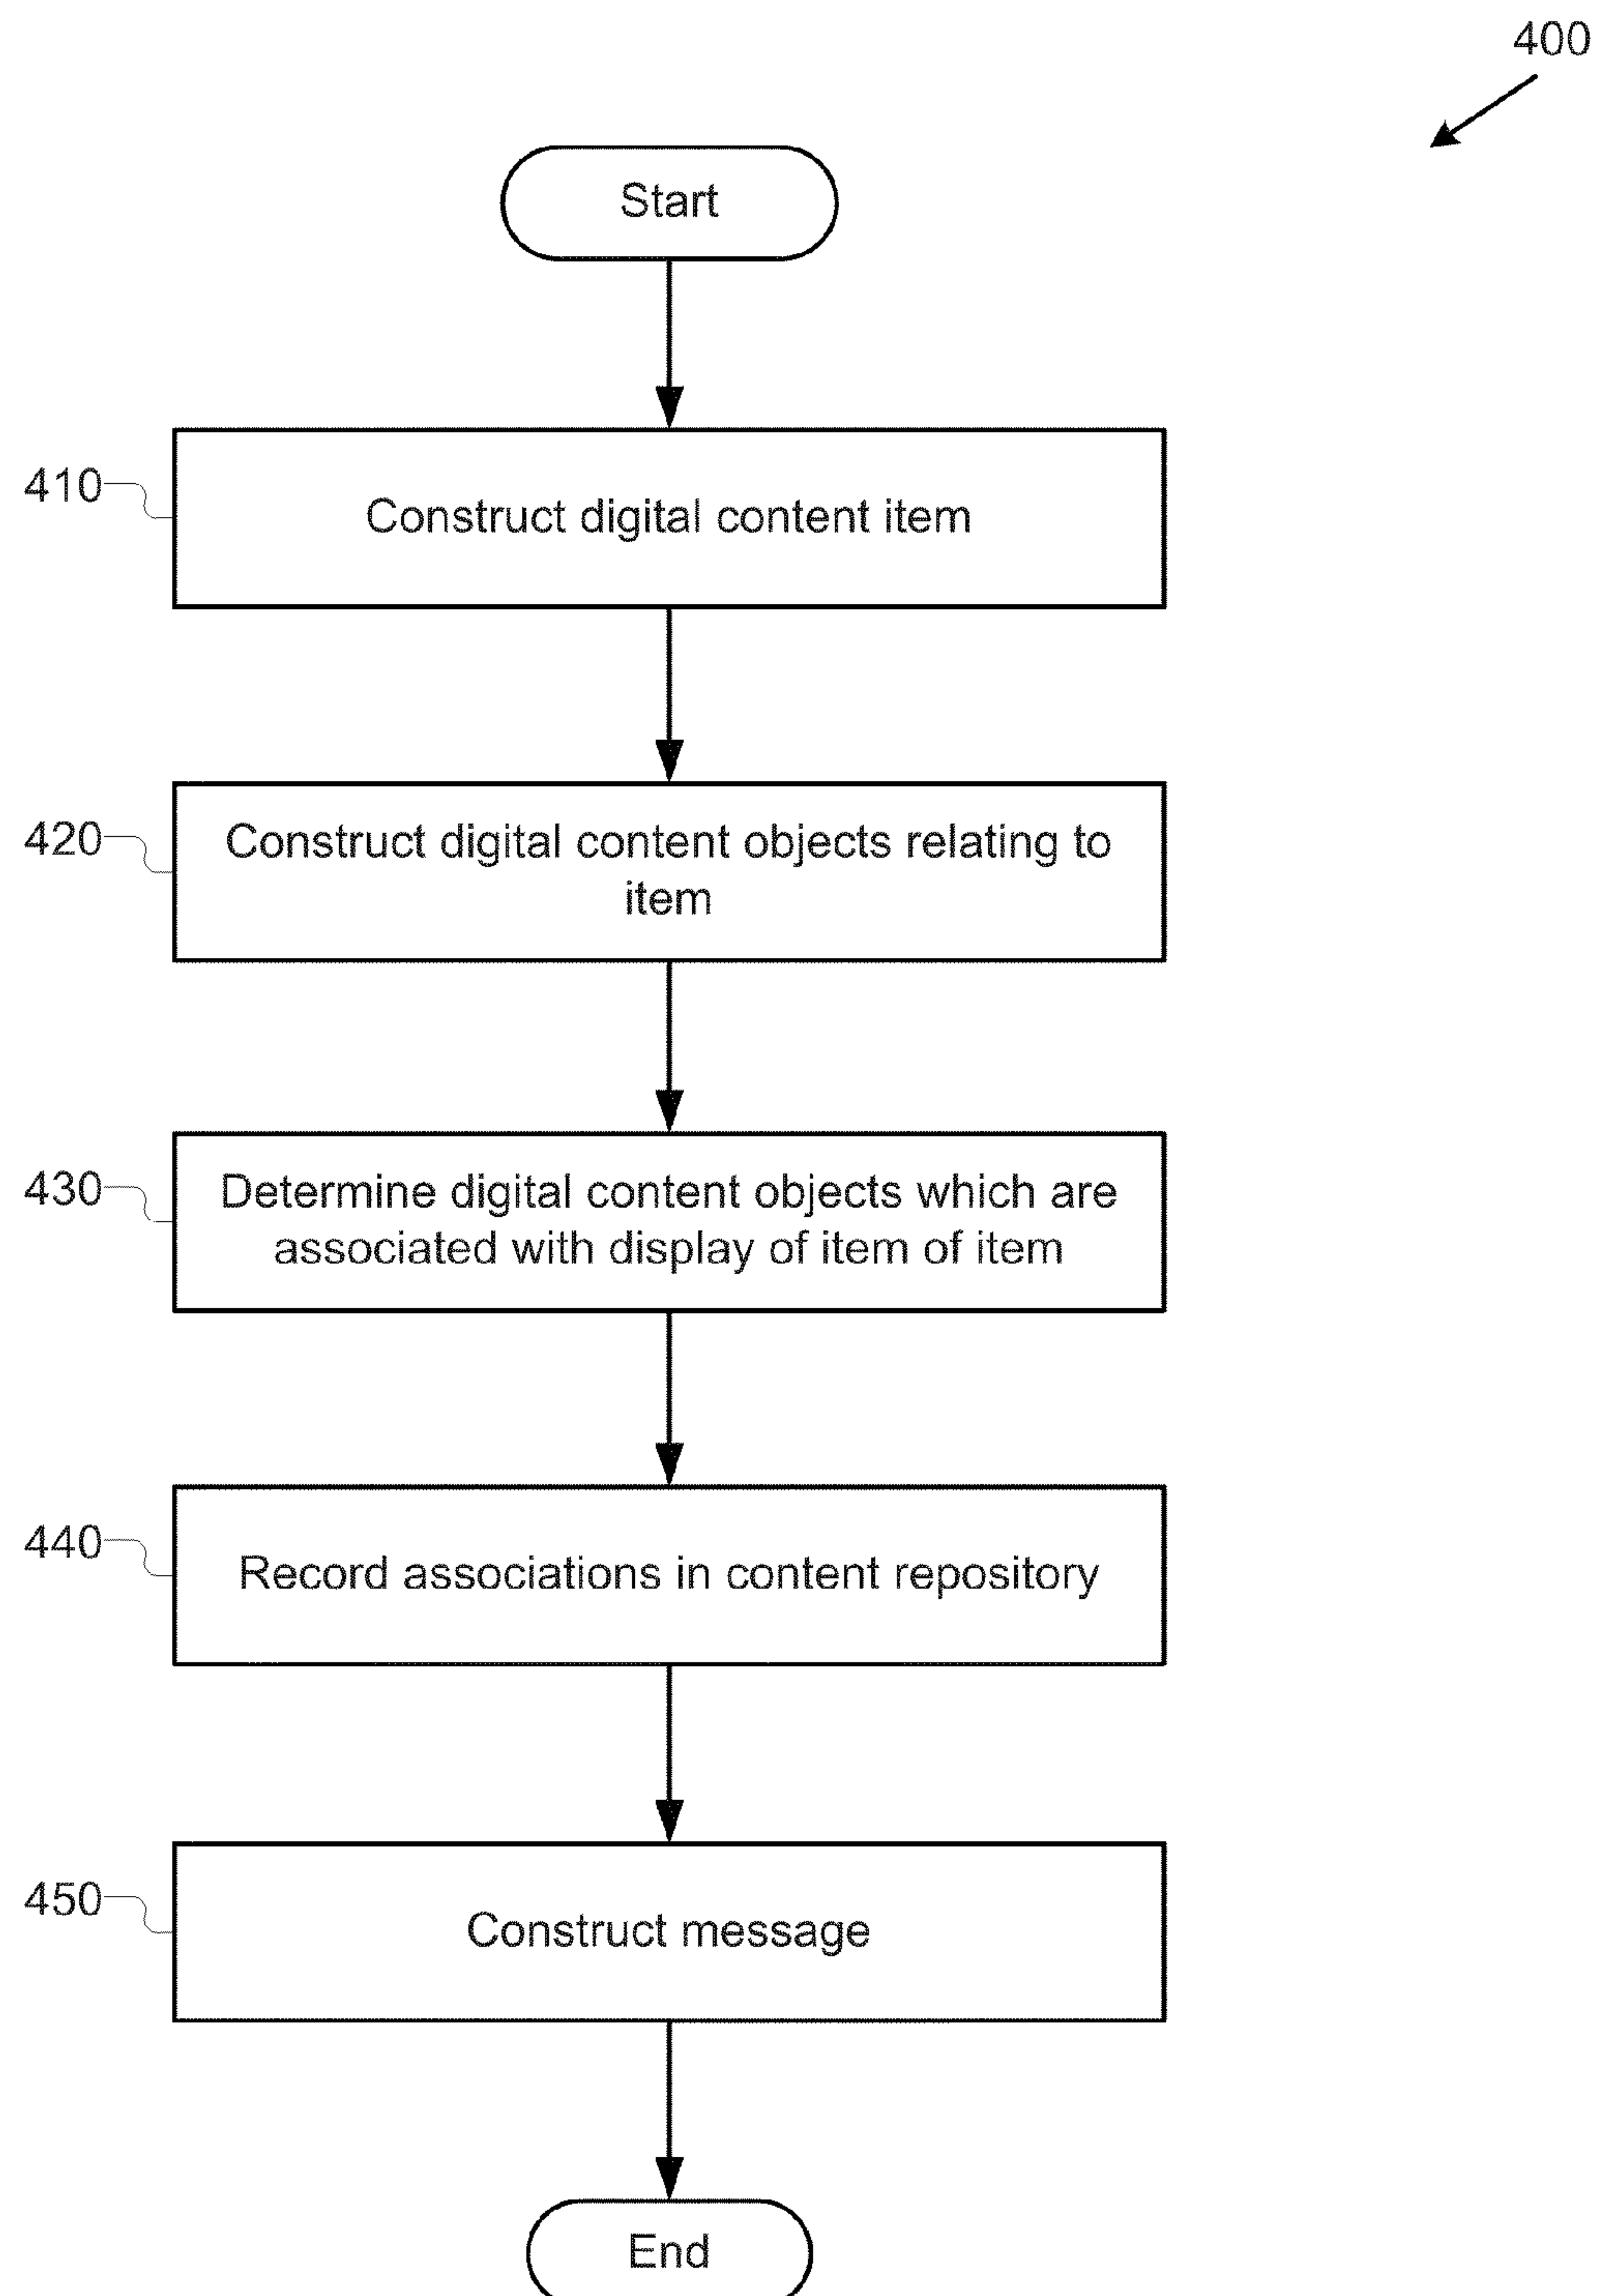 400
Start
410
Construct digital content item
420
Construct digital content objects relating to
item
430
Determine digital content objects which are
associated with display of item of item
440
Record associations in content repository
450
Construct message
End